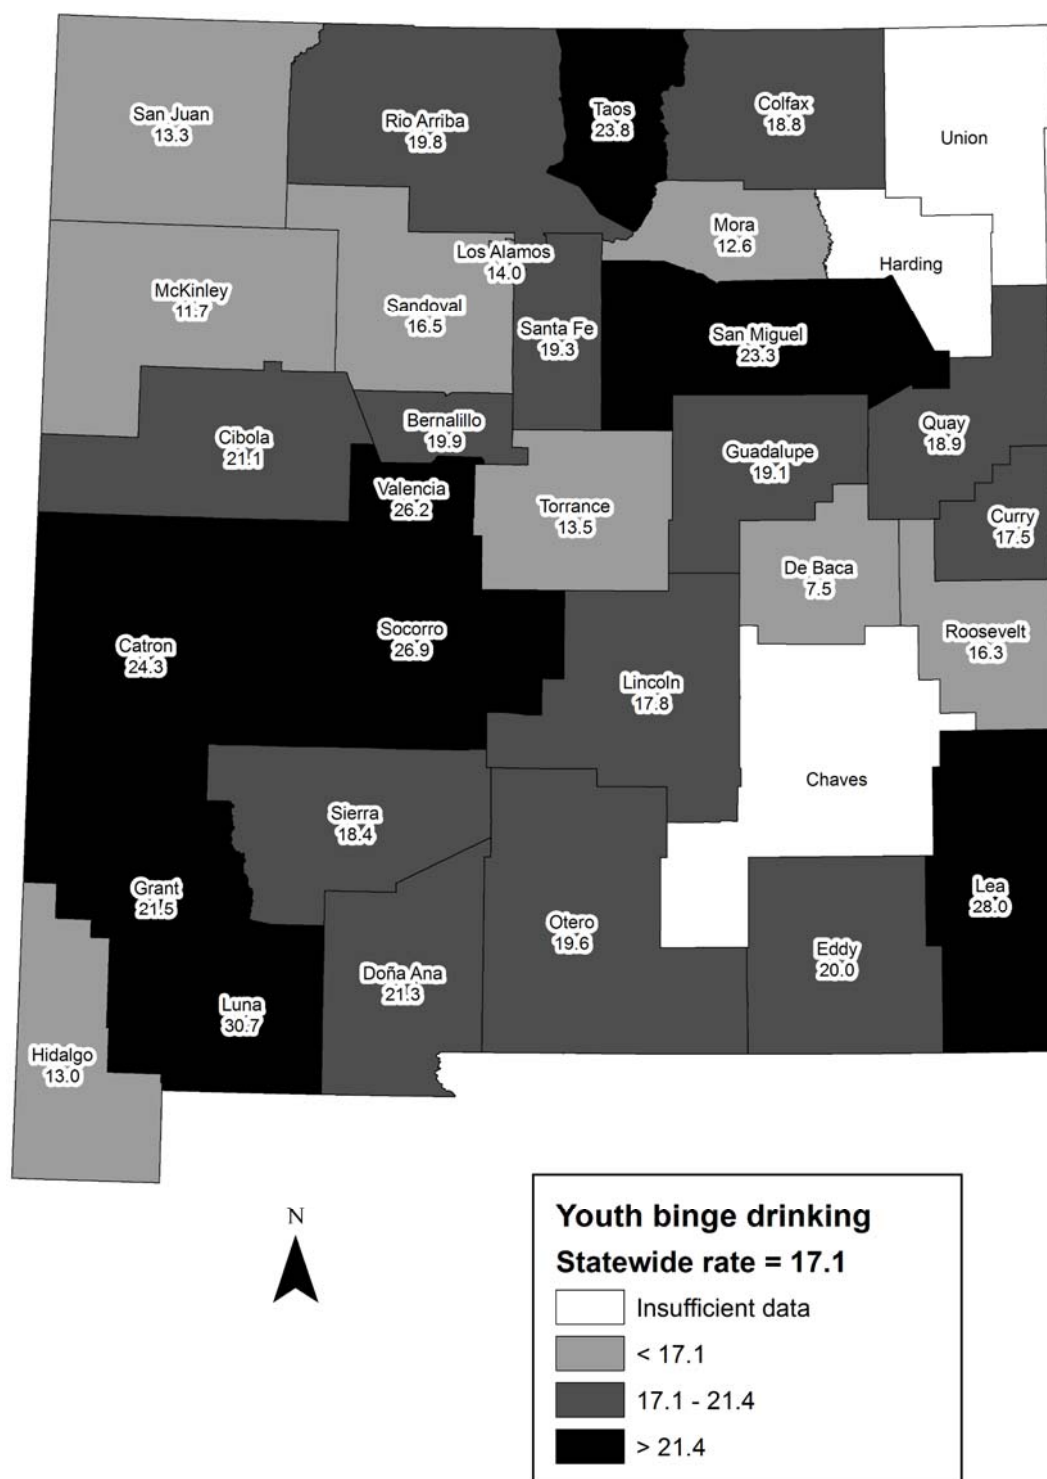 San Juan
13.3
Rio Arriba
19.8
Taos
23.8
Colfax
18.8
Union
McKinley
11.7
Los Alamos
14.0
Sandoval
16.5
Santa Fe
19.3
Mora
12.6
Harding
San Miguel
23.3
Cibola
21.1
Bernalillo
19.9
Valencia
26.2
Torrance
13.5
Guadalupe
19.1
Quay
18.9
Curry
17.5
De Baca
7.5
Roosevelt
16.3
Catron
24.3
Socorro
26.9
Lincoln
17.8
Chaves
Sierra
18.4
Grant
21.5
Luna
30.7
Doña Ana
21.3
Otero
19.6
Eddy
20.0
Lea
28.0
Hidalgo
13.0
N
Youth binge drinking
Statewide rate = 17.1
Insufficient data
< 17.1
17.1 - 21.4
> 21.4